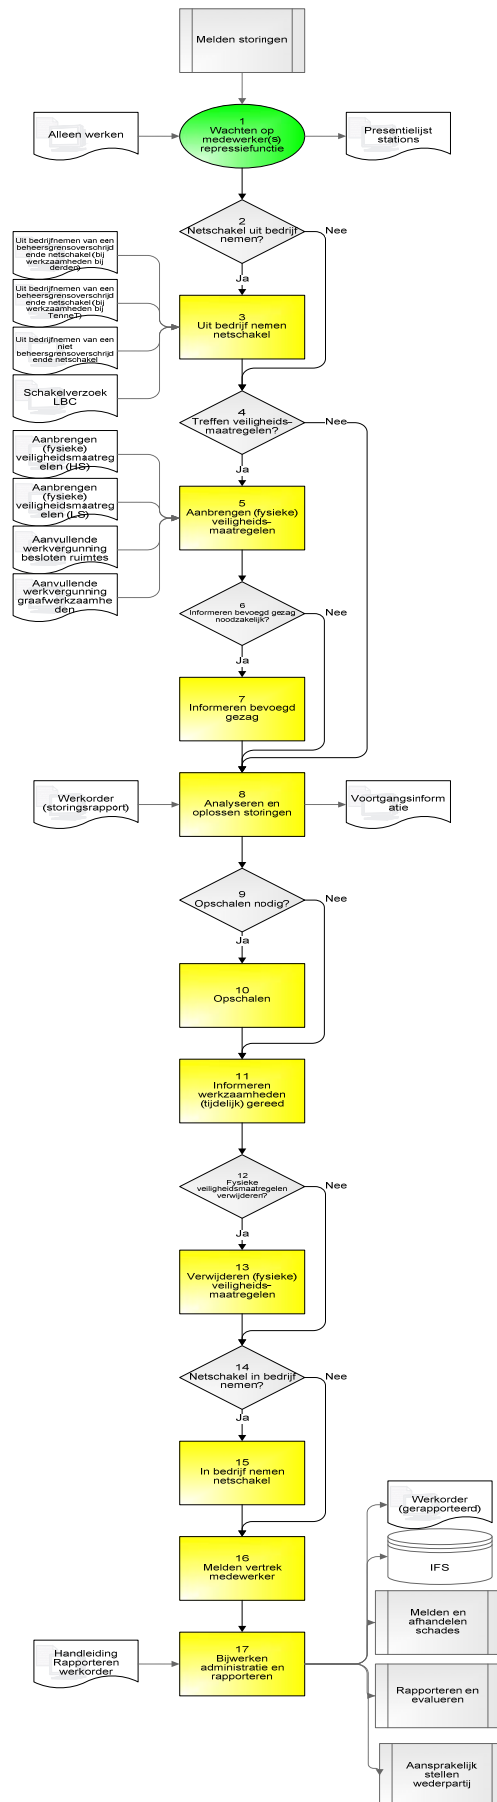 Melden storingen
1
Wachten op
medewerker(s)
repressiefunctie
Alleen werken
Presentielijst
stations
2
Netschakel uit bedrijf
nemen?
Nee
Ja
Uit bedrijfnemen van een
beheersgrensoverschrijd
ende netschakel (bij
werkzaamheden bij
derden)
Uit bedrijfnemen van een
beheersgrensoverschrijd
ende netschakel (bij
werkzaamheden bij
TenneT)
Uit bedrijfnemen van een
niet
beheersgrensoverschrijd
ende netschakel
Schakelverzoek
LBC
3
Uit bedrijf nemen
netschakel
4
Treffen veiligheids-
maatregelen?
Nee
Ja
Aanbrengen
(fysieke)
veiligheidsmaatreg
elen (HS)
Aanbrengen
(fysieke)
veiligheidsmaatreg
elen (LS)
Aanvullende
werkvergunning
besloten ruimtes
Aanvullende
werkvergunning
graafwerkzaamhe
den
5
Aanbrengen (fysieke)
veiligheids-
maatregelen
6
Informeren bevoegd gezag
noodzakelijk?
Nee
Ja
7
Informeren bevoegd
gezag
Werkorder
(storingsrapport)
8
Analyseren en
oplossen storingen
Voortgangsinform
atie
9
Opschalen nodig?
Nee
Ja
10
Opschalen
11
Informeren
werkzaamheden
(tijdelijk) gereed
12
Fysieke
veiligheidsmaatregelen
verwijderen?
Nee
Ja
13
Verwijderen (fysieke)
veiligheids-
maatregelen
14
Netschakel in bedrijf
nemen?
Nee
Ja
15
In bedrijf nemen
netschakel
16
Melden vertrek
medewerker
Handleiding
Rapporteren
werkorder
17
Bijwerken
administratie en
rapporteren
Werkorder
(gerapporteerd)
IFS
Melden en
afhandelen
schades
Rapporteren en
evalueren
Aansprakelijk
stellen
wederpartij